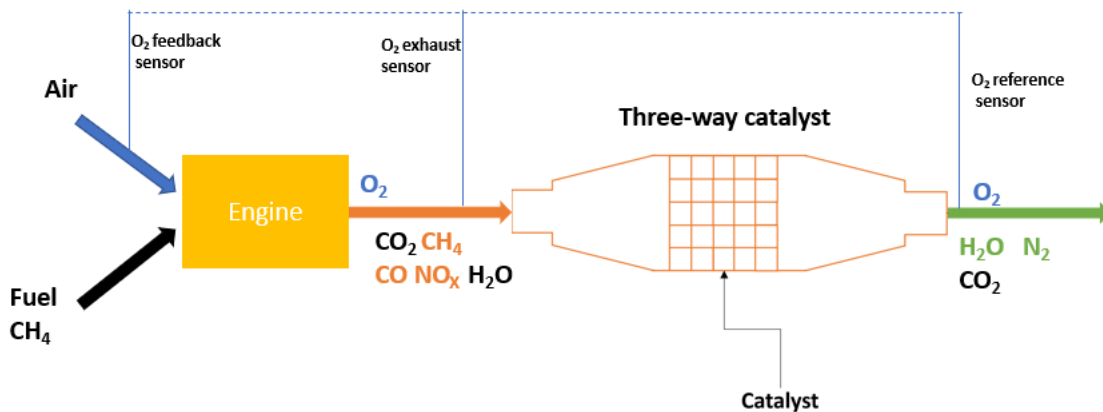 O₂ feedback
sensor
O₂ exhaust
sensor
O₂ reference
sensor
Air
Three-way catalyst
Engine
O₂
O₂
CO₂ CH₄
H₂O N₂
CO NOₓ H₂O
CO₂
Fuel
CH₄
Catalyst